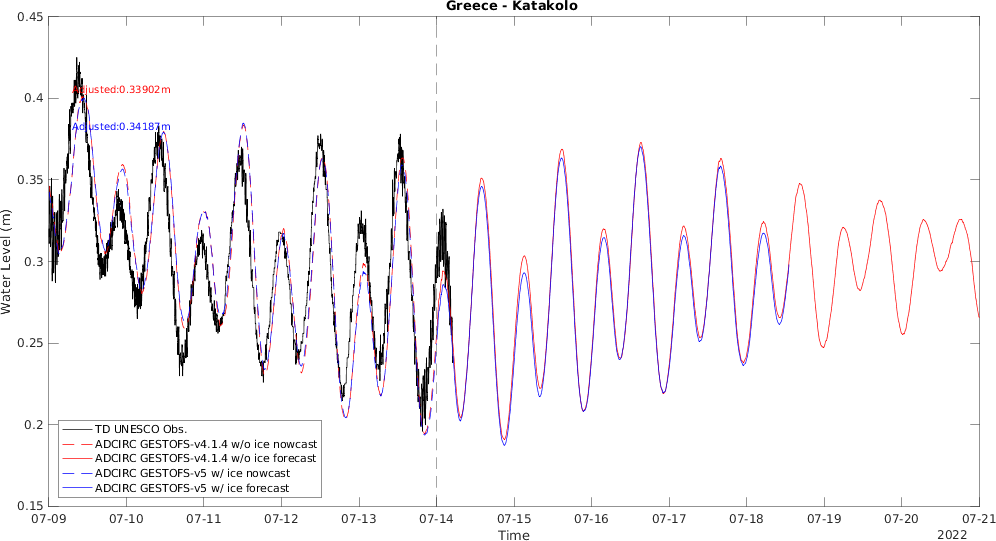 Greece - Katakolo
0.45
0.4
0.35
0.3
0.25
0.2
0.15
Water Level (m)
Adjusted:0.33902m
Adjusted:0.34187m
TD UNESCO Obs.
ADCIRC GESTOFS-v4.1.4 w/o ice nowcast
ADCIRC GESTOFS-v4.1.4 w/o ice forecast
ADCIRC GESTOFS-v5 w/ ice nowcast
ADCIRC GESTOFS-v5 w/ ice forecast
07-09 07-10 07-11 07-12 07-13 07-14 07-15 07-16 07-17 07-18 07-19 07-20 07-21
Time
2022